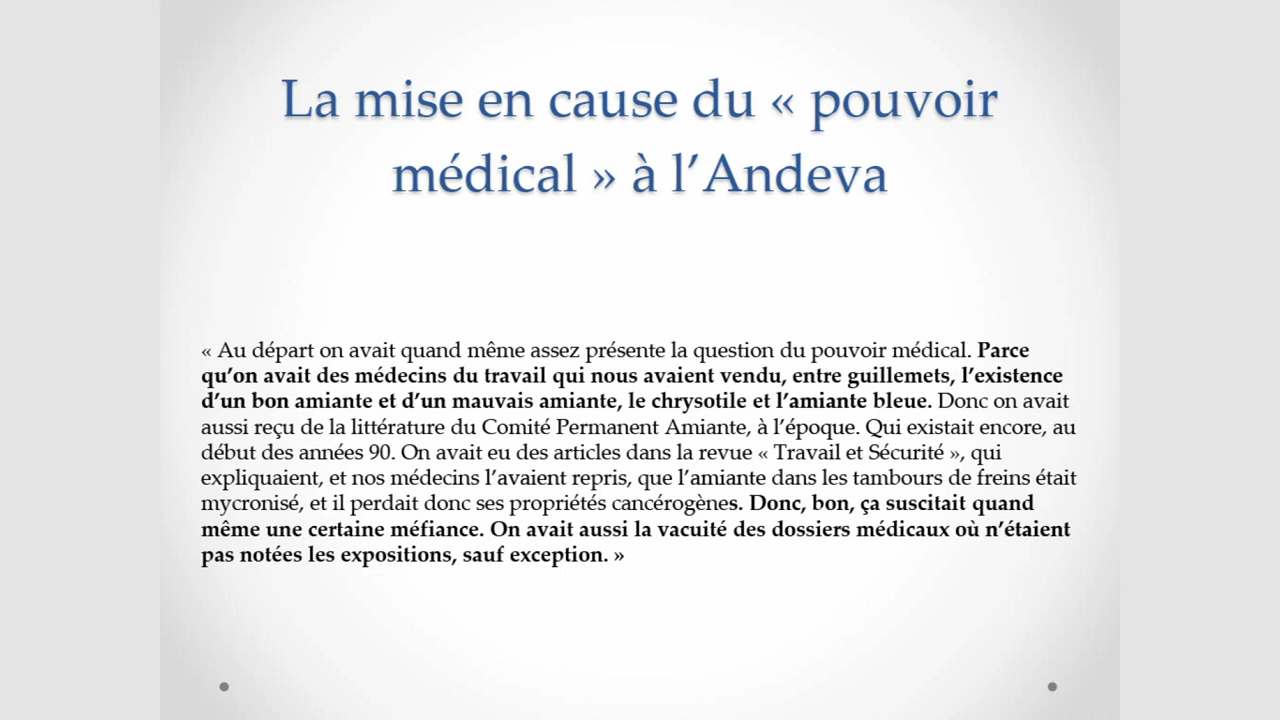 La mise en cause du « pouvoir
médical » à l’Andeva
« Au départ on avait quand même assez présente la question du pouvoir médical. Parce
qu’on avait des médecins du travail qui nous avaient vendu, entre guillemets, l’existence
d’un bon amiante et d’un mauvais amiante, le chrysotile et l’amiante bleue. Donc on avait
aussi reçu de la littérature du Comité Permanent Amiante, à l’époque. Qui existait encore, au
début des années 90. On avait eu des articles dans la revue « Travail et Sécurité », qui
expliquaient, et nos médecins l’avaient repris, que l’amiante dans les tambours de freins était
mycronisé, et il perdait donc ses propriétés cancérogènes. Donc, bon, ça suscitait quand
même une certaine méfiance. On avait aussi la vacuité des dossiers médicaux où n’étaient
pas notées les expositions, sauf exception. »